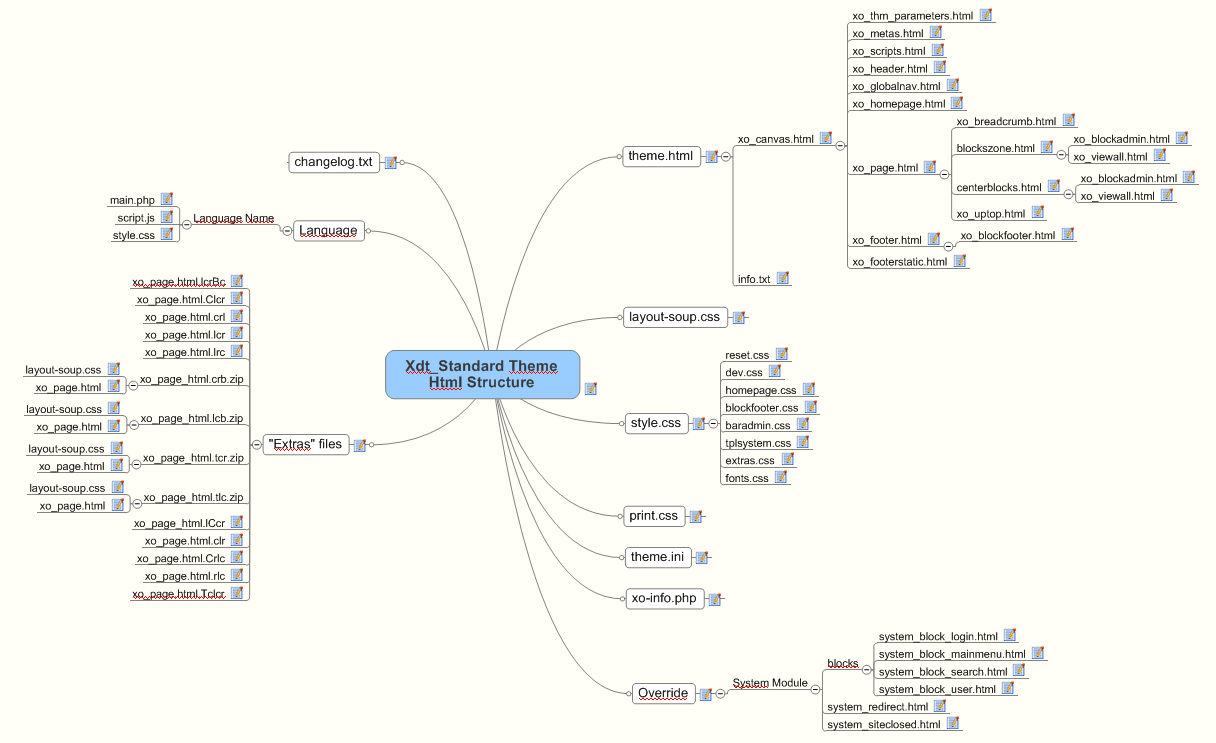 Xdt_Standard Theme
Html Structure
changelog.txt
Language
Language Name
main.php
script.js
style.css
"Extras" files
xo_page.html.lcrBc
xo_page.html.Clcr
xo_page.html.crl
xo_page.html.lcr
xo_page.html.lrc
xo_page_html.crb.zip
layout-soup.css
xo_page.html
xo_page_html.lcb.zip
layout-soup.css
xo_page.html
xo_page_html.tcr.zip
layout-soup.css
xo_page.html
xo_page_html.tlc.zip
layout-soup.css
xo_page.html
xo_page_html.lCcr
xo_page.html.clr
xo_page.html.Crlc
xo_page.html.rlc
xo_page.html.Tclcr
theme.html
xo_canvas.html
xo_thm_parameters.html
xo_metas.html
xo_scripts.html
xo_header.html
xo_globalnav.html
xo_homepage.html
xo_page.html
xo_breadcrumb.html
blockszone.html
xo_blockadmin.html
xo_viewall.html
centerblocks.html
xo_blockadmin.html
xo_viewall.html
xo_uptop.html
xo_footer.html
xo_blockfooter.html
xo_footerstatic.html
info.txt
layout-soup.css
style.css
reset.css
dev.css
homepage.css
blockfooter.css
baradmin.css
tplsystem.css
extras.css
fonts.css
print.css
theme.ini
xo-info.php
Override
System Module
blocks
system_block_login.html
system_block_mainmenu.html
system_block_search.html
system_block_user.html
system_redirect.html
system_siteclosed.html